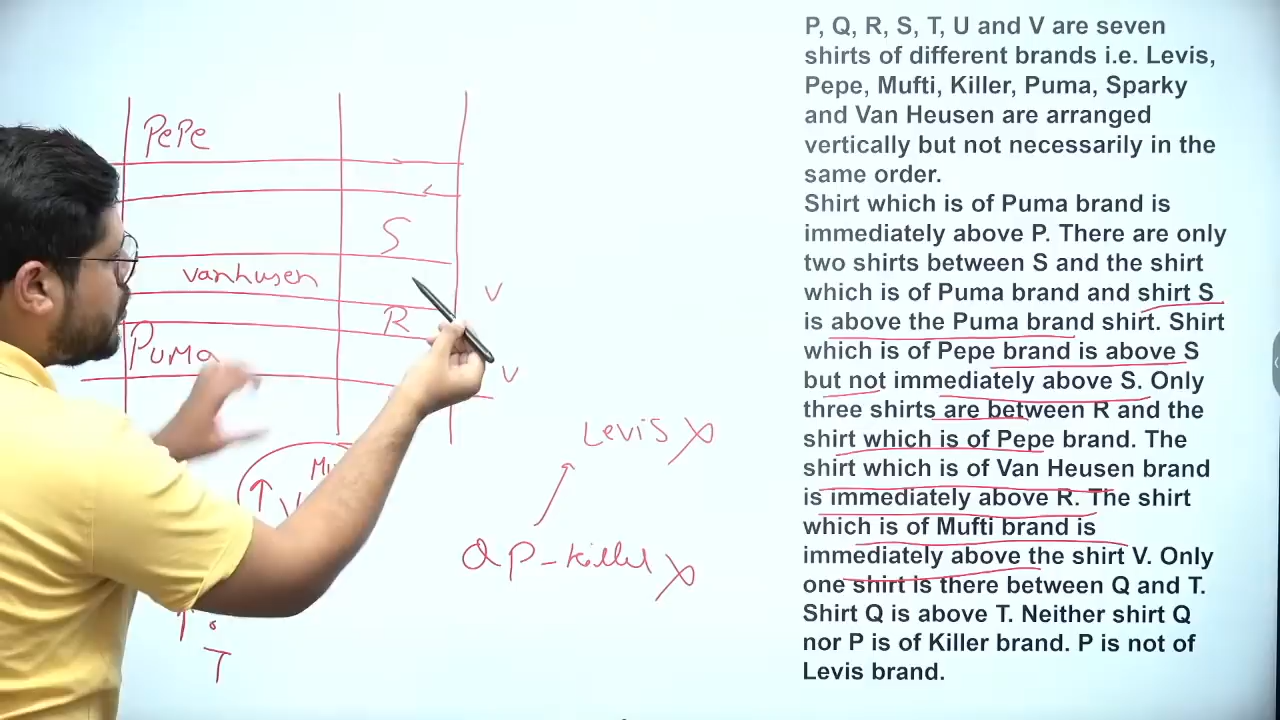 P, Q, R, S, T, U and V are seven
shirts of different brands i.e. Levis,
Pepe, Mufti, Killer, Puma, Sparky
and Van Heusen are arranged
vertically but not necessarily in the
same order.
Shirt which is of Puma brand is
immediately above P. There are only
two shirts between S and the shirt
which is of Puma brand and shirt S
is above the Puma brand shirt. Shirt
which is of Pepe brand is above S
but not immediately above S. Only
three shirts are between R and the
shirt which is of Pepe brand. The
shirt which is of Van Heusen brand
is immediately above R. The shirt
which is of Mufti brand is
immediately above the shirt V. Only
one shirt is there between Q and T.
Shirt Q is above T. Neither shirt Q
nor P is of Killer brand. P is not of
Levis brand.
PePe
S
vanhusen
V
R
Puma
V
Levis X
Mu
V
QP-Killel X
T